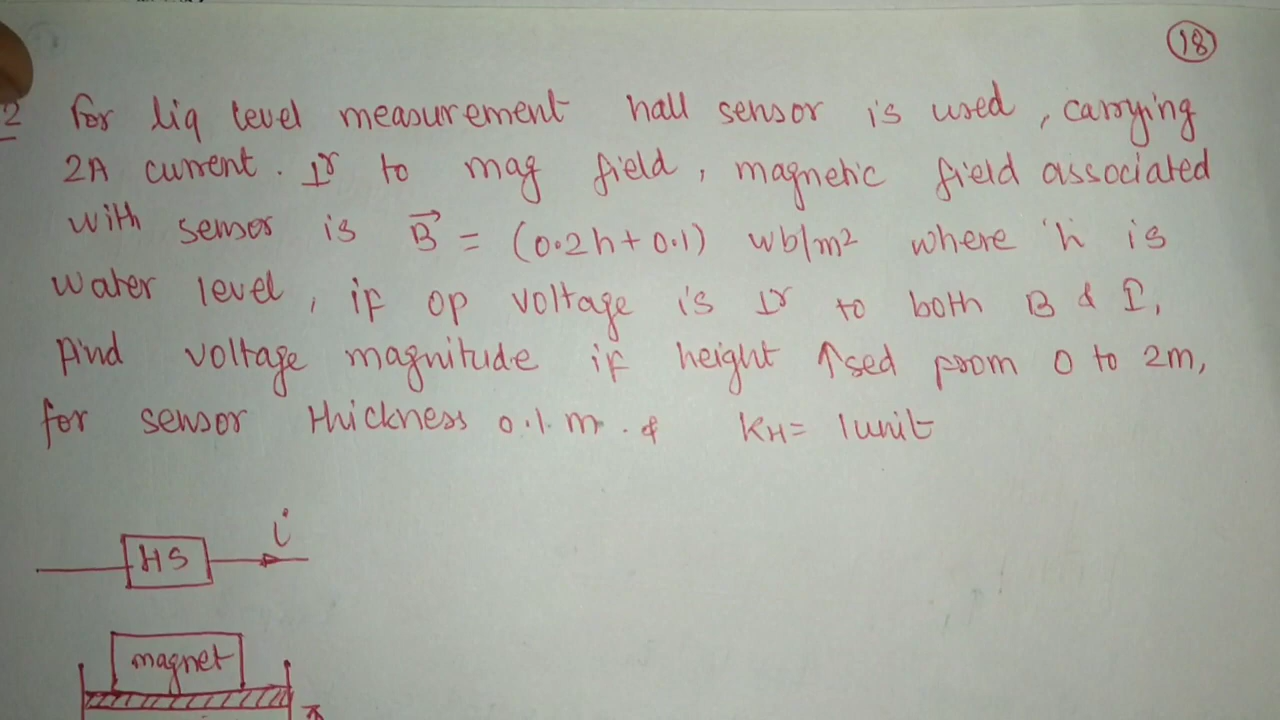 18
2 for liq level measurement hall sensor is used, carrying
2A current. Ir to mag field, magnetic field associated
with sensor is B⃗ = (0.2h+0.1) wb/m² where 'h is
water level, if op voltage is Ir to both B & I,
find voltage magnitude if height ↑sed from 0 to 2m,
for sensor thickness 0.1.m. & KH= 1unit
i
HS
magnet